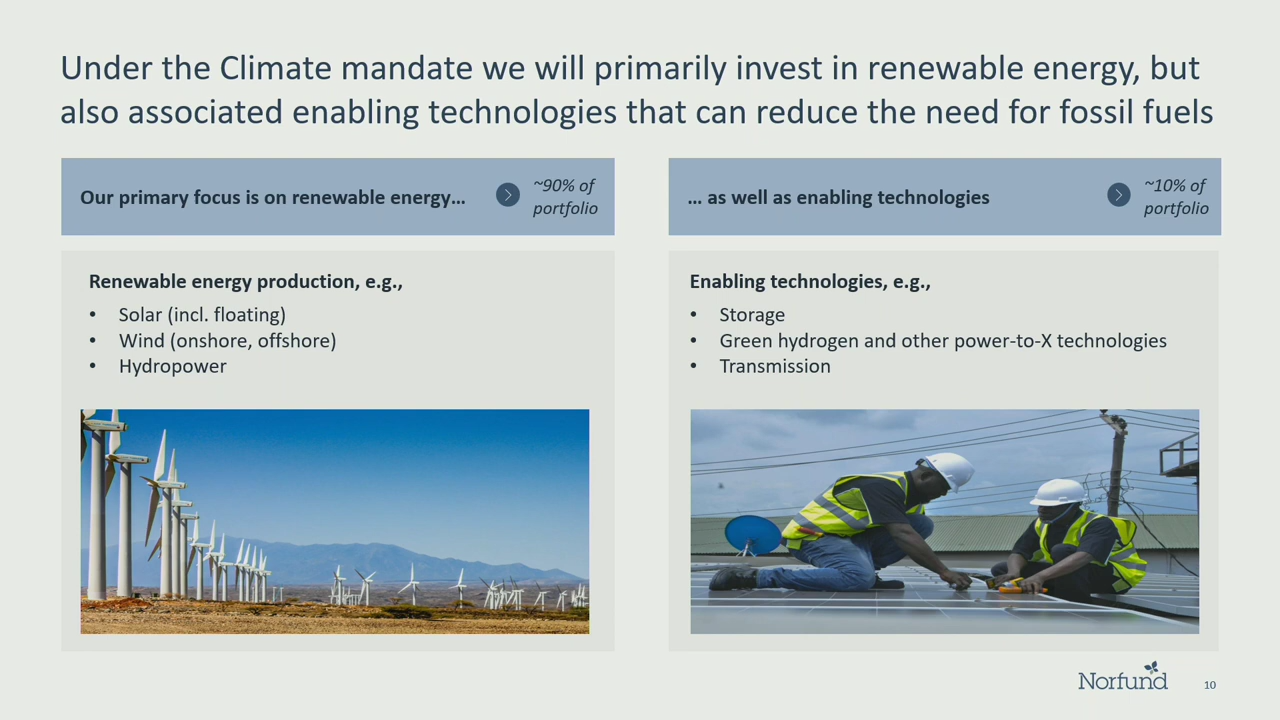 Under the Climate mandate we will primarily invest in renewable energy, but
also associated enabling technologies that can reduce the need for fossil fuels
Our primary focus is on renewable energy…
~90% of
portfolio
Renewable energy production, e.g.,
• Solar (incl. floating)
• Wind (onshore, offshore)
• Hydropower
… as well as enabling technologies
~10% of
portfolio
Enabling technologies, e.g.,
• Storage
• Green hydrogen and other power-to-X technologies
• Transmission
Norfund
10